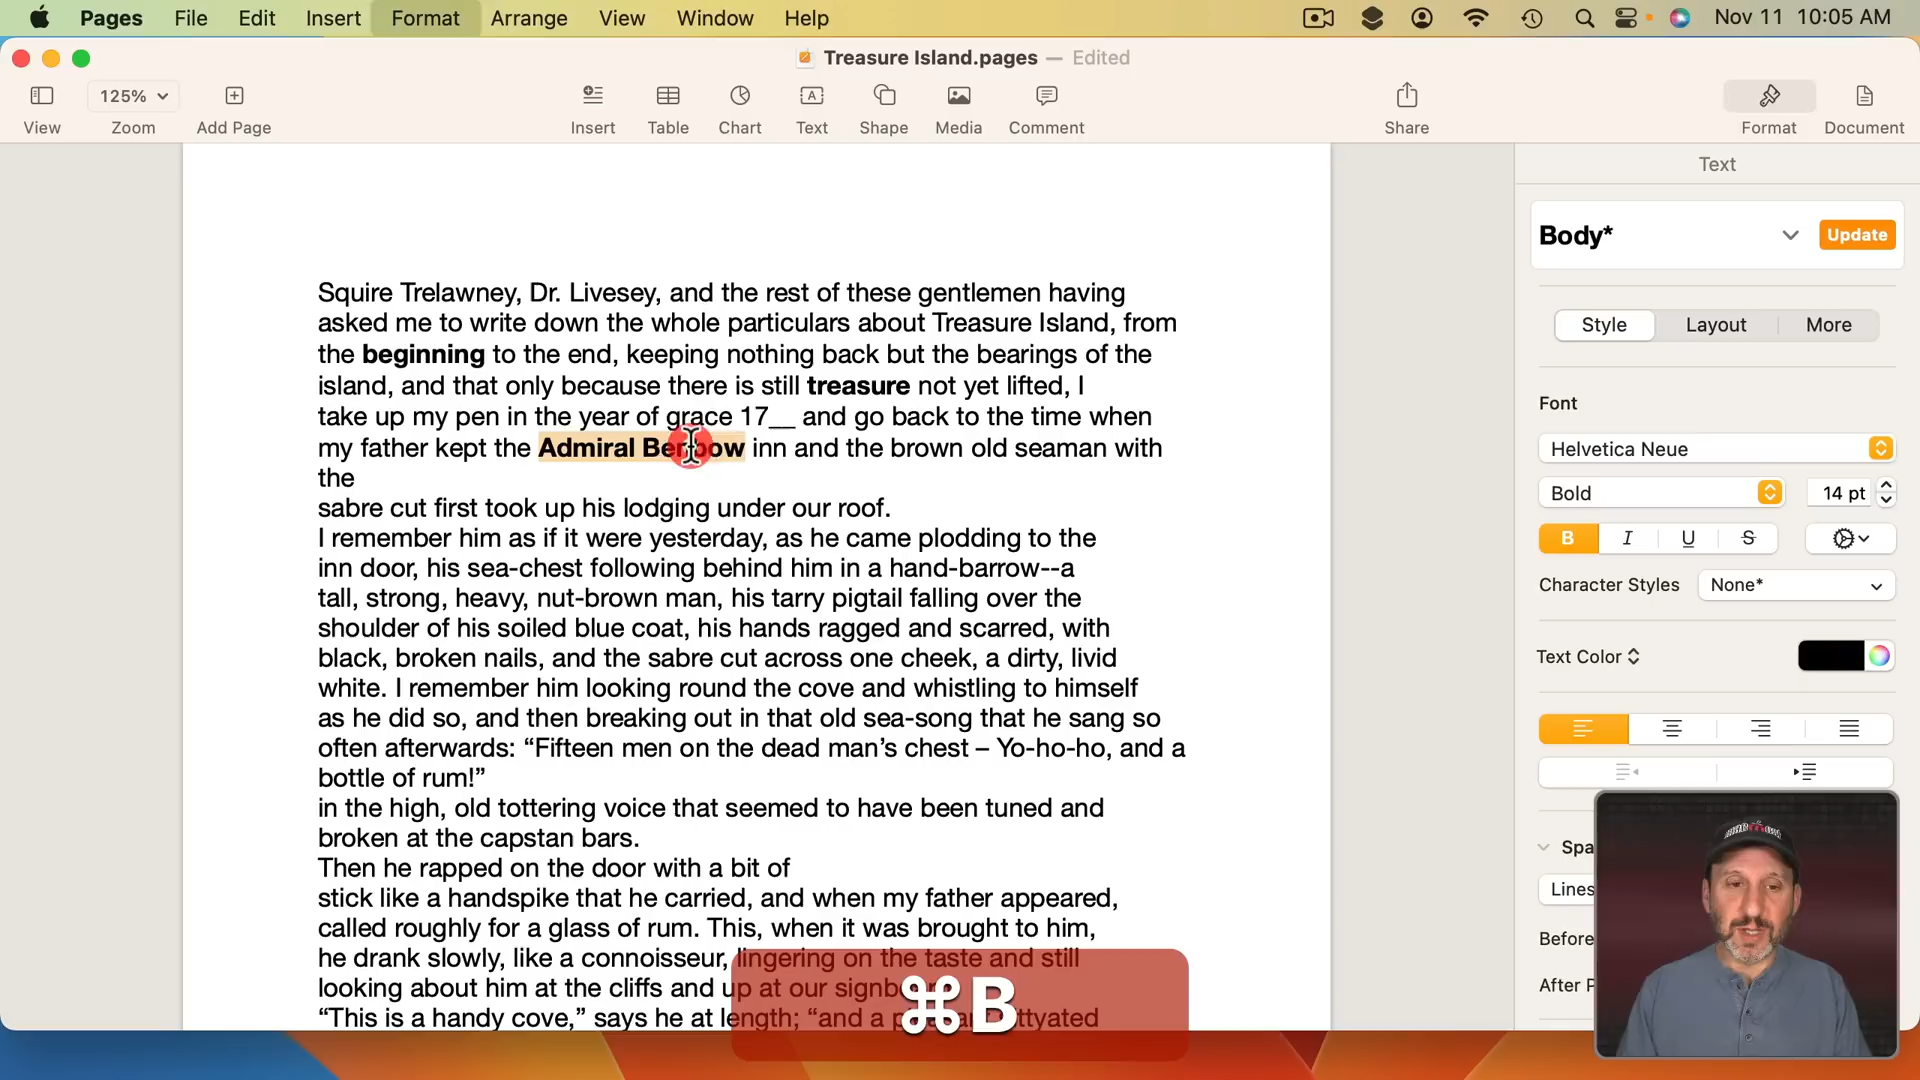 Pages File Edit Insert Format Arrange View Window Help Nov 11 10:05 AM
Treasure Island.pages — Edited
125%
View Zoom Add Page Insert Table Chart Text Shape Media Comment Share Format Document
Squire Trelawney, Dr. Livesey, and the rest of these gentlemen having
asked me to write down the whole particulars about Treasure Island, from
the beginning to the end, keeping nothing back but the bearings of the
island, and that only because there is still treasure not yet lifted, I
take up my pen in the year of grace 17__ and go back to the time when
my father kept the Admiral Benbow inn and the brown old seaman with
the
sabre cut first took up his lodging under our roof.
I remember him as if it were yesterday, as he came plodding to the
inn door, his sea-chest following behind him in a hand-barrow--a
tall, strong, heavy, nut-brown man, his tarry pigtail falling over the
shoulder of his soiled blue coat, his hands ragged and scarred, with
black, broken nails, and the sabre cut across one cheek, a dirty, livid
white. I remember him looking round the cove and whistling to himself
as he did so, and then breaking out in that old sea-song that he sang so
often afterwards: “Fifteen men on the dead man’s chest – Yo-ho-ho, and a
bottle of rum!”
in the high, old tottering voice that seemed to have been tuned and
broken at the capstan bars.
Then he rapped on the door with a bit of
stick like a handspike that he carried, and when my father appeared,
called roughly for a glass of rum. This, when it was brought to him,
he drank slowly, like a connoisseur, lingering on the taste and still
looking about him at the cliffs and up at our
“This is a handy cove,” says he at length; “and a
⌘B
Text
Body*
Update
Style Layout More
Font
Helvetica Neue
Bold 14 pt
B I U S
Character Styles None*
Text Color
Spa
Lines
Before
After P